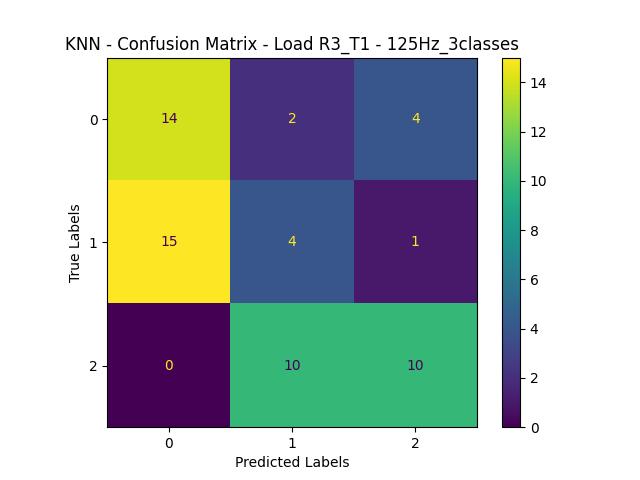 KNN - Confusion Matrix - Load R3_T1 - 125Hz_3classes
14
12
10
8
6
4
2
0
True Labels
0
14 2 4
1
15 4 1
2
0 10 10
0 1 2
Predicted Labels